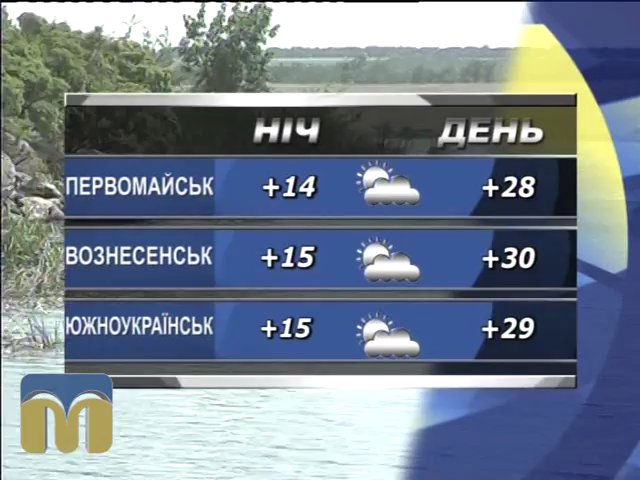 НІЧ ДЕНЬ
ПЕРВОМАЙСЬК +14 +28
ВОЗНЕСЕНСЬК +15 +30
ЮЖНОУКРАЇНСЬК +15 +29
М